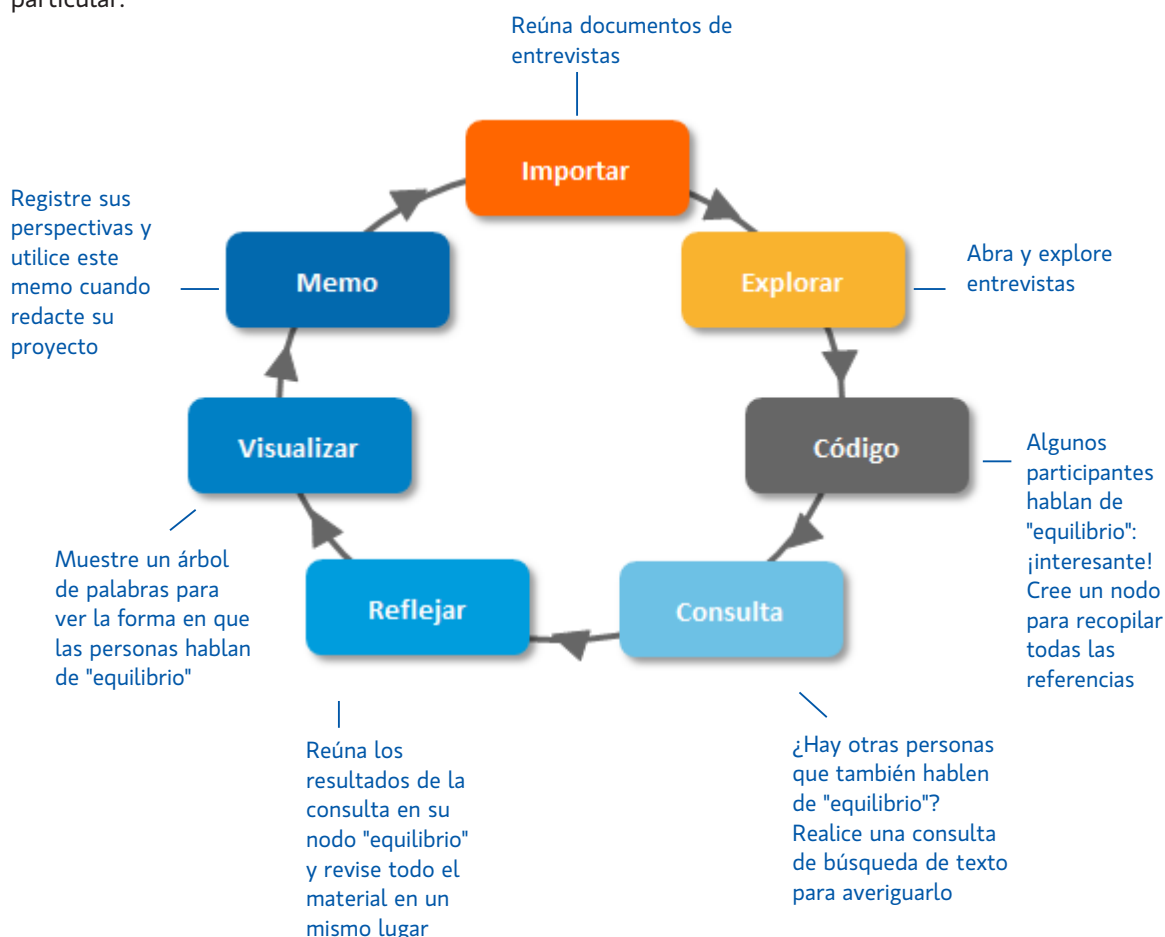 particular:
Reúna documentos de
entrevistas
Importar
Explorar
Abra y explore
entrevistas
Código
Algunos
participantes
hablan de
"equilibrio":
¡interesante!
Cree un nodo
para recopilar
todas las
referencias
Consulta
¿Hay otras personas
que también hablen
de "equilibrio"?
Realice una consulta
de búsqueda de texto
para averiguarlo
Reflejar
Reúna los
resultados de la
consulta en su
nodo "equilibrio"
y revise todo el
material en un
mismo lugar
Visualizar
Muestre un árbol
de palabras para
ver la forma en que
las personas hablan
de "equilibrio"
Memo
Registre sus
perspectivas y
utilice este
memo cuando
redacte su
proyecto